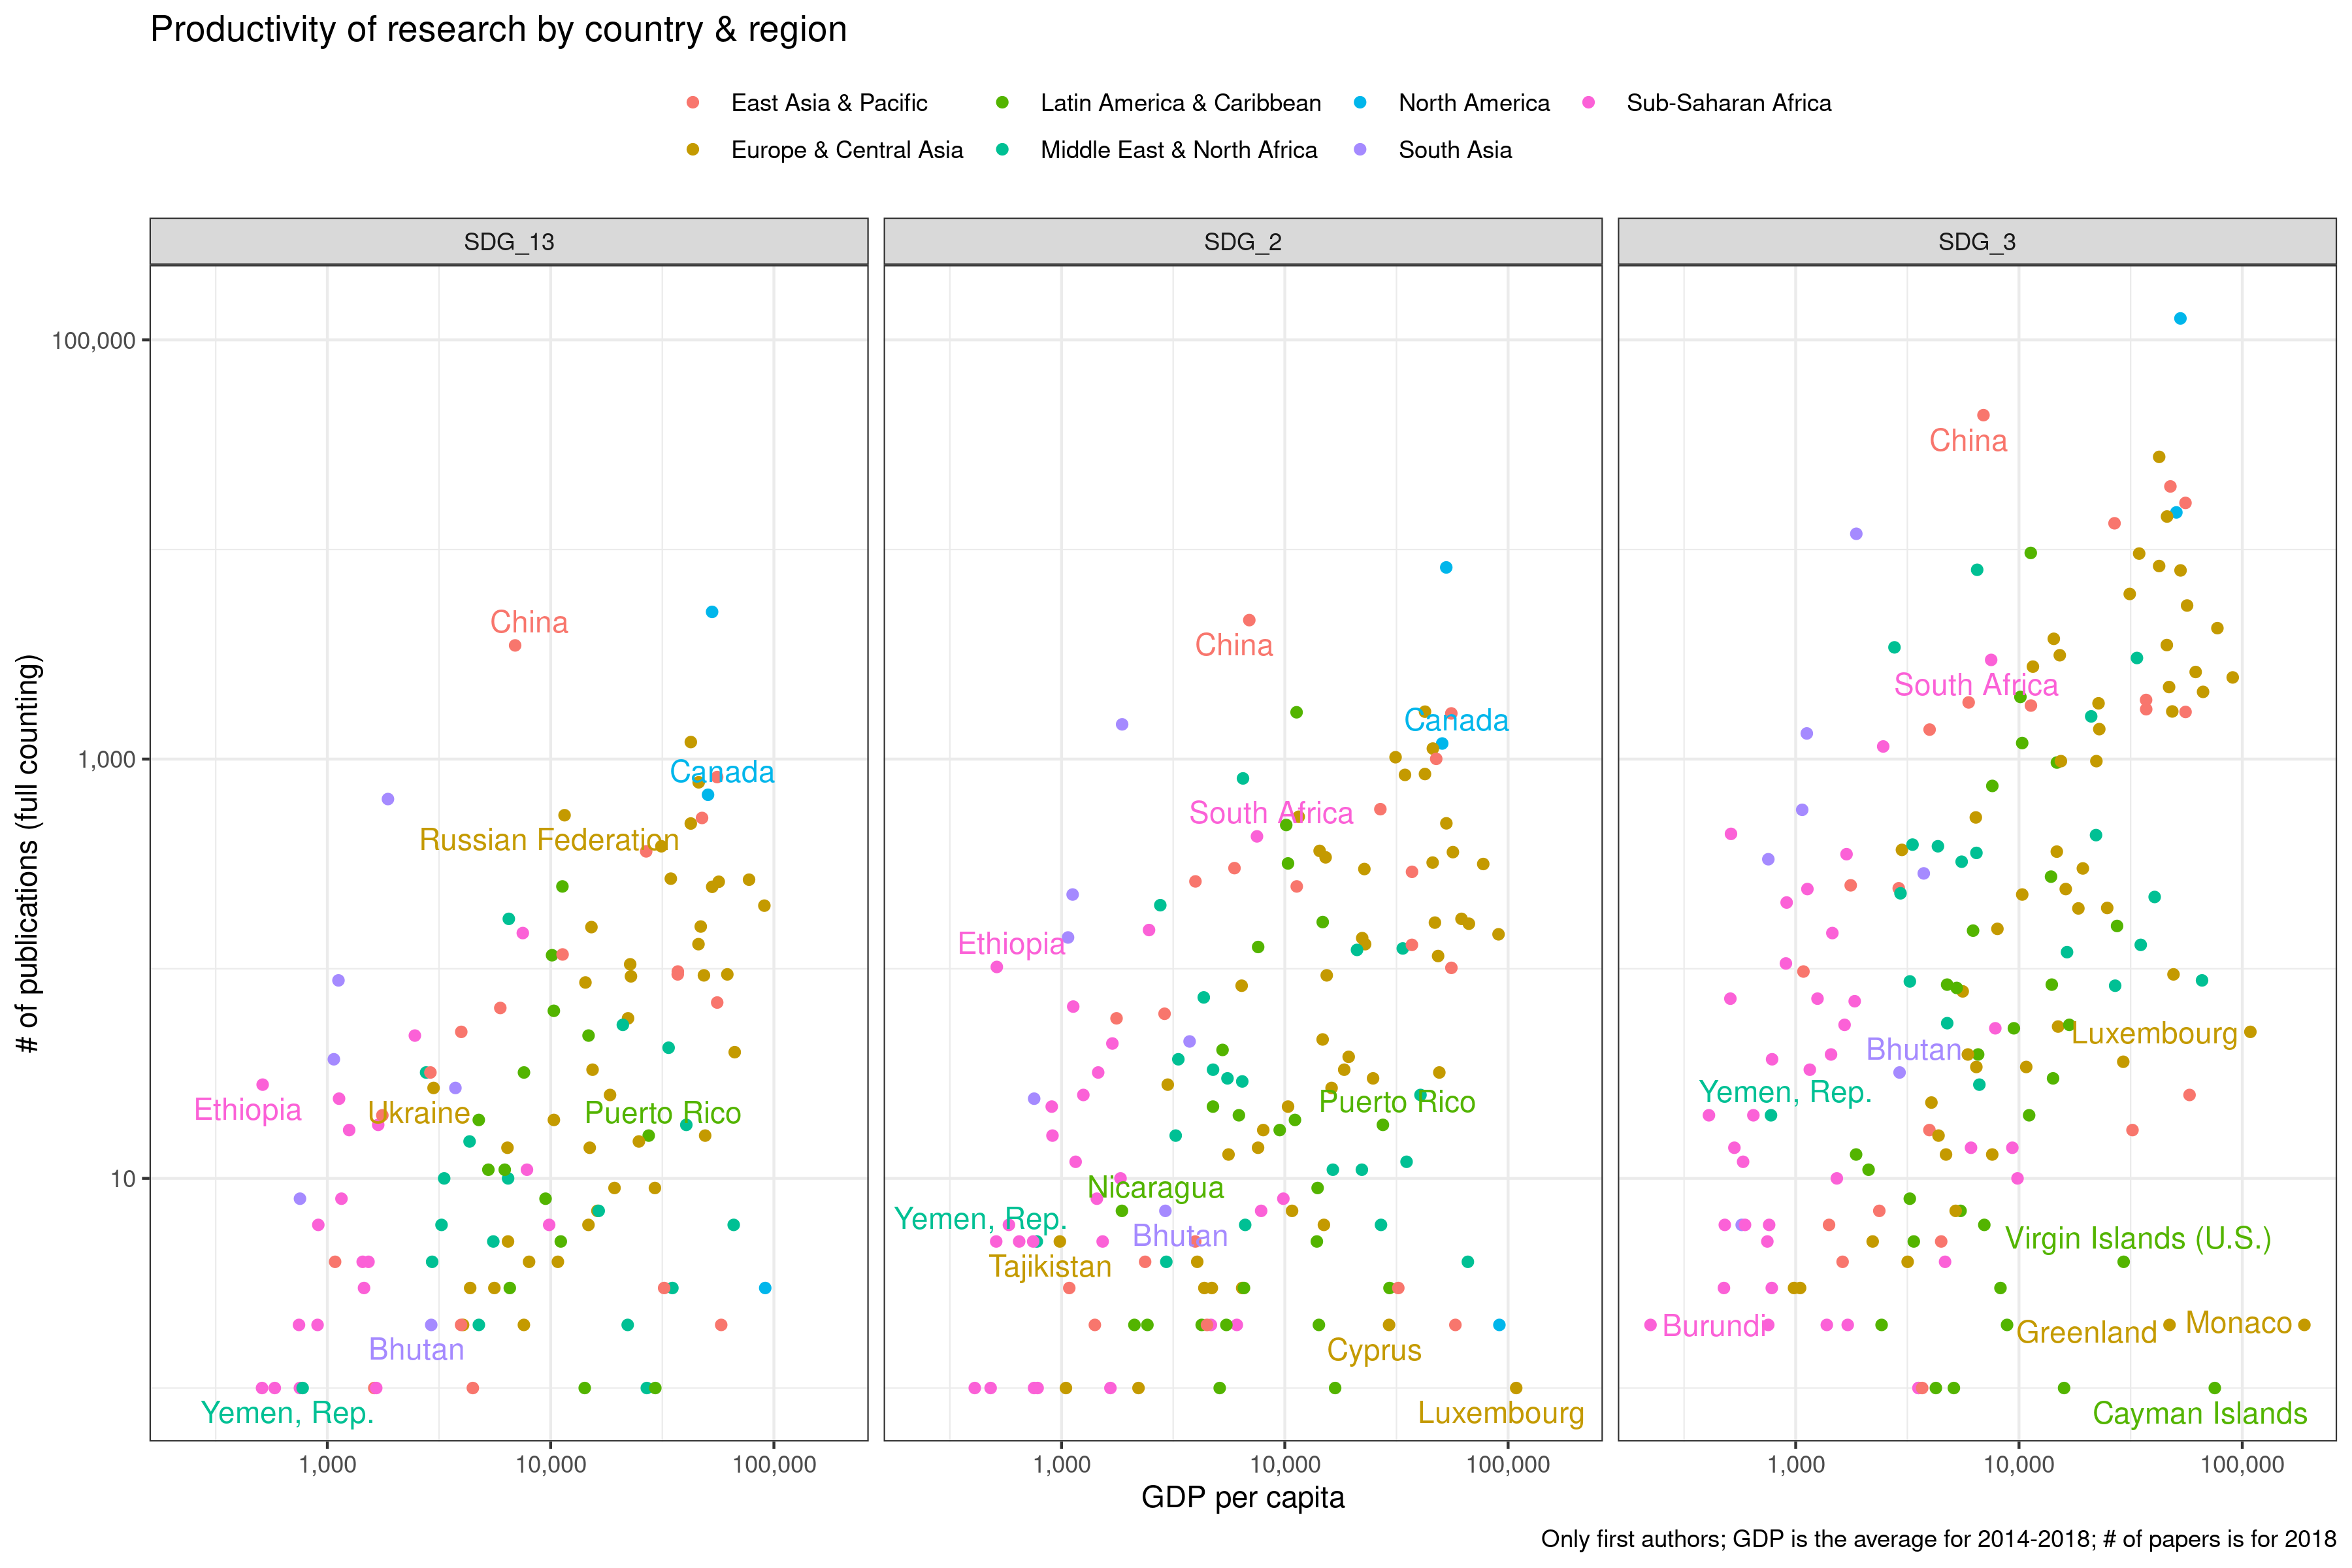 Productivity of research by country & region
East Asia & Pacific
Latin America & Caribbean
North America
Sub-Saharan Africa
Europe & Central Asia
Middle East & North Africa
South Asia
SDG_13
SDG_2
SDG_3
# of publications (full counting)
100,000
1,000
10
China
Canada
Russian Federation
Ethiopia
Ukraine
Puerto Rico
Bhutan
Yemen, Rep.
China
Canada
South Africa
Ethiopia
Puerto Rico
Nicaragua
Yemen, Rep.
Bhutan
Tajikistan
Cyprus
Luxembourg
China
South Africa
Luxembourg
Bhutan
Yemen, Rep.
Virgin Islands (U.S.)
Burundi
Greenland
Monaco
Cayman Islands
1,000
10,000
100,000
1,000
10,000
100,000
1,000
10,000
100,000
GDP per capita
Only first authors; GDP is the average for 2014-2018; # of papers is for 2018